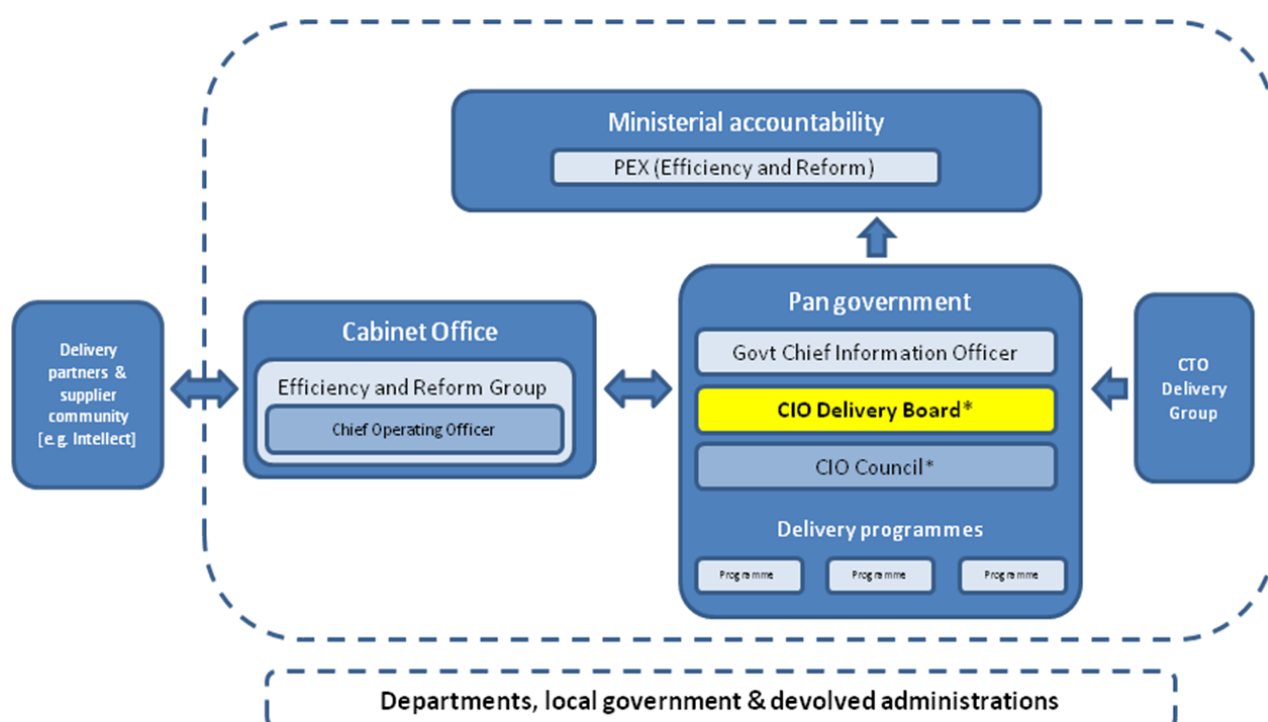 Ministerial accountability
PEX (Efficiency and Reform)
Delivery
partners &
supplier
community
[e.g. Intellect]
Cabinet Office
Efficiency and Reform Group
Chief Operating Officer
Pan government
Govt Chief Information Officer
CIO Delivery Board*
CIO Council*
Delivery programmes
Programme
Programme
Programme
CTO
Delivery
Group
Departments, local government & devolved administrations